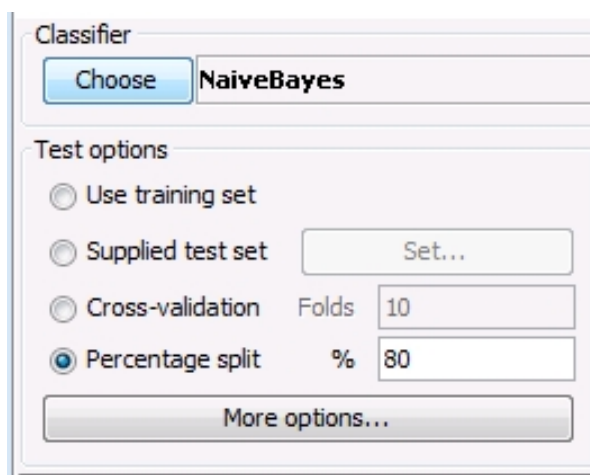 Classifier
Choose NaiveBayes
Test options
Use training set
Supplied test set Set...
Cross-validation Folds 10
Percentage split % 80
More options...